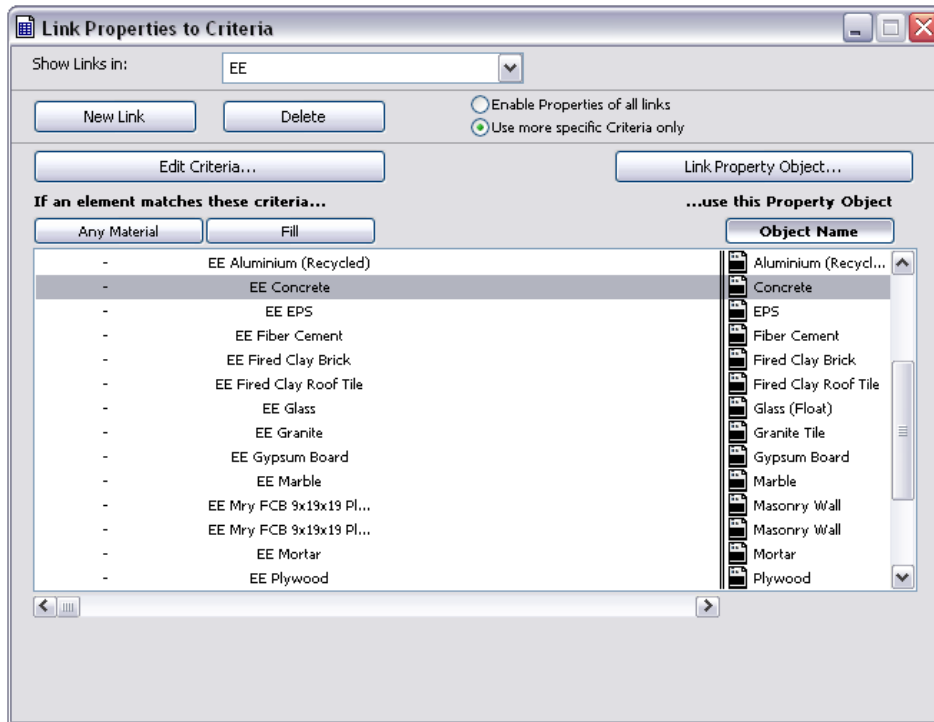 Link Properties to Criteria
Show Links in: EE
New Link Delete Enable Properties of all links
Use more specific Criteria only
Edit Criteria... Link Property Object...
If an element matches these criteria... ...use this Property Object
Any Material Fill Object Name
- EE Aluminium (Recycled) Aluminium (Recycl...
- EE Concrete Concrete
- EE EPS EPS
- EE Fiber Cement Fiber Cement
- EE Fired Clay Brick Fired Clay Brick
- EE Fired Clay Roof Tile Fired Clay Roof Tile
- EE Glass Glass (Float)
- EE Granite Granite Tile
- EE Gypsum Board Gypsum Board
- EE Marble Marble
- EE Mry FCB 9x19x19 Pl... Masonry Wall
- EE Mry FCB 9x19x19 Pl... Masonry Wall
- EE Mortar Mortar
- EE Plywood Plywood